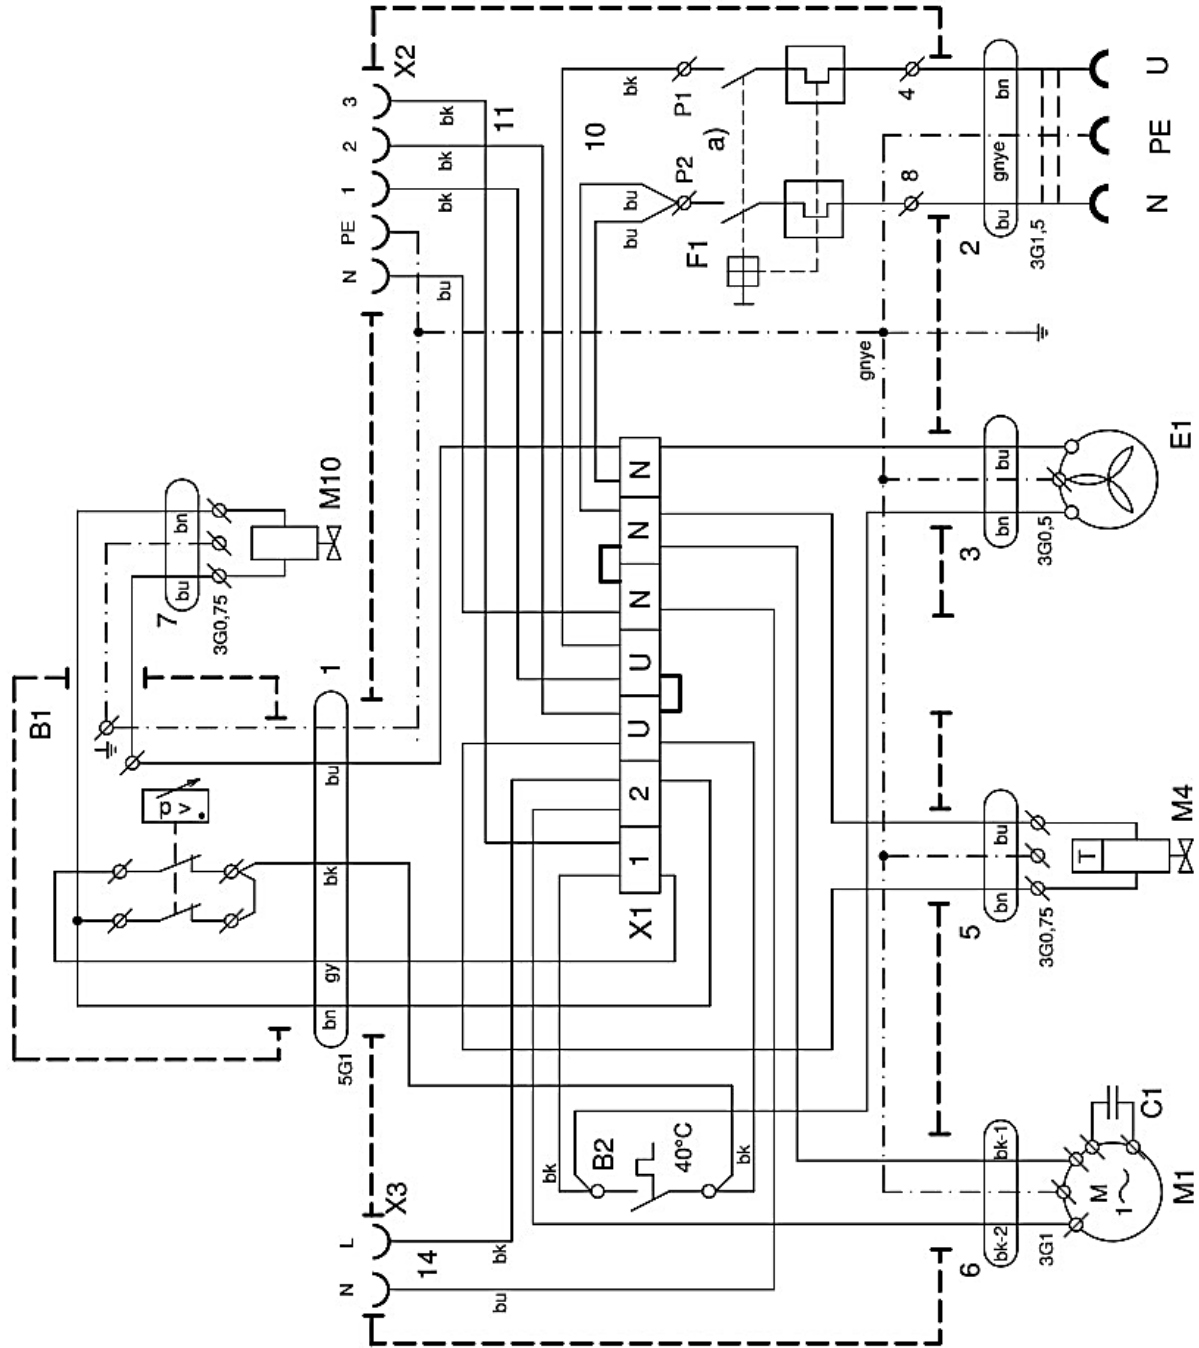 B1
7
bu
bn
3G0,75
M10
P
v
1
bu
bk
gy
bn
5G1
X3
L
N
14
bk
bu
X2
3
2
1
PE
N
bk
bk
bk
bu
11
10
bk
bu
bu
P1
P2
a)
F1
4
8
gnye
2
bn
gnye
bu
3G1,5
U
PE
N
X1
1
2
U
U
N
N
N
B2
40°C
bk
bk
3
bu
bn
3G0,5
E1
5
bu
bn
3G0,75
T
M4
6
bk-1
bk-2
3G1
M
1~
C1
M1